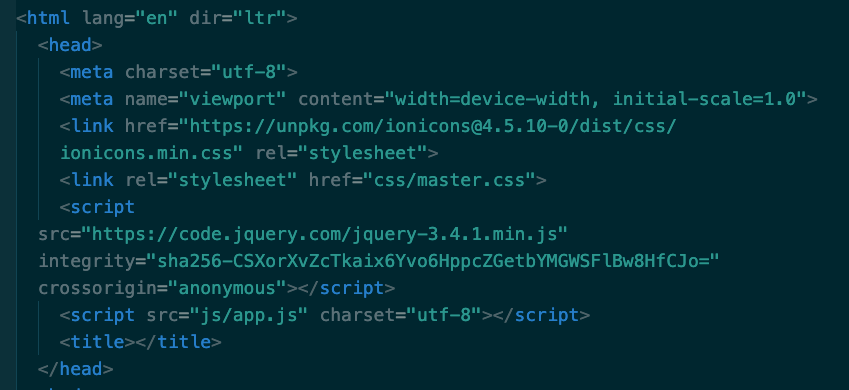 <html lang="en" dir="ltr">
<head>
<meta charset="utf-8">
<meta name="viewport" content="width=device-width, initial-scale=1.0">
<link href="https://unpkg.com/ionicons@4.5.10-0/dist/css/
ionicons.min.css" rel="stylesheet">
<link rel="stylesheet" href="css/master.css">
<script
src="https://code.jquery.com/jquery-3.4.1.min.js"
integrity="sha256-CSXorXvZcTkaix6Yvo6HppcZGetbYMGWSFlBw8HfCJo="
crossorigin="anonymous"></script>
<script src="js/app.js" charset="utf-8"></script>
<title></title>
</head>